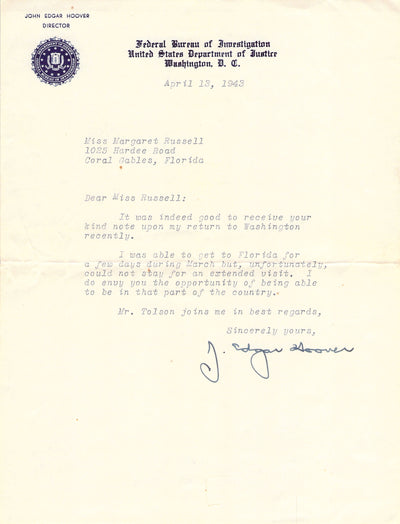 JOHN EDGAR HOOVER
DIRECTOR
Federal Bureau of Investigation
United States Department of Justice
Washington, D. C.
April 13, 1943
Miss Margaret Russell
1025 Hardee Road
Coral Gables, Florida
Dear Miss Russell:
It was indeed good to receive your
kind note upon my return to Washington
recently.
I was able to get to Florida for
a few days during March but, unfortunately,
could not stay for an extended visit. I
do envy you the opportunity of being able
to be in that part of the country.
Mr. Tolson joins me in best regards,
Sincerely yours,
J. Edgar Hoover